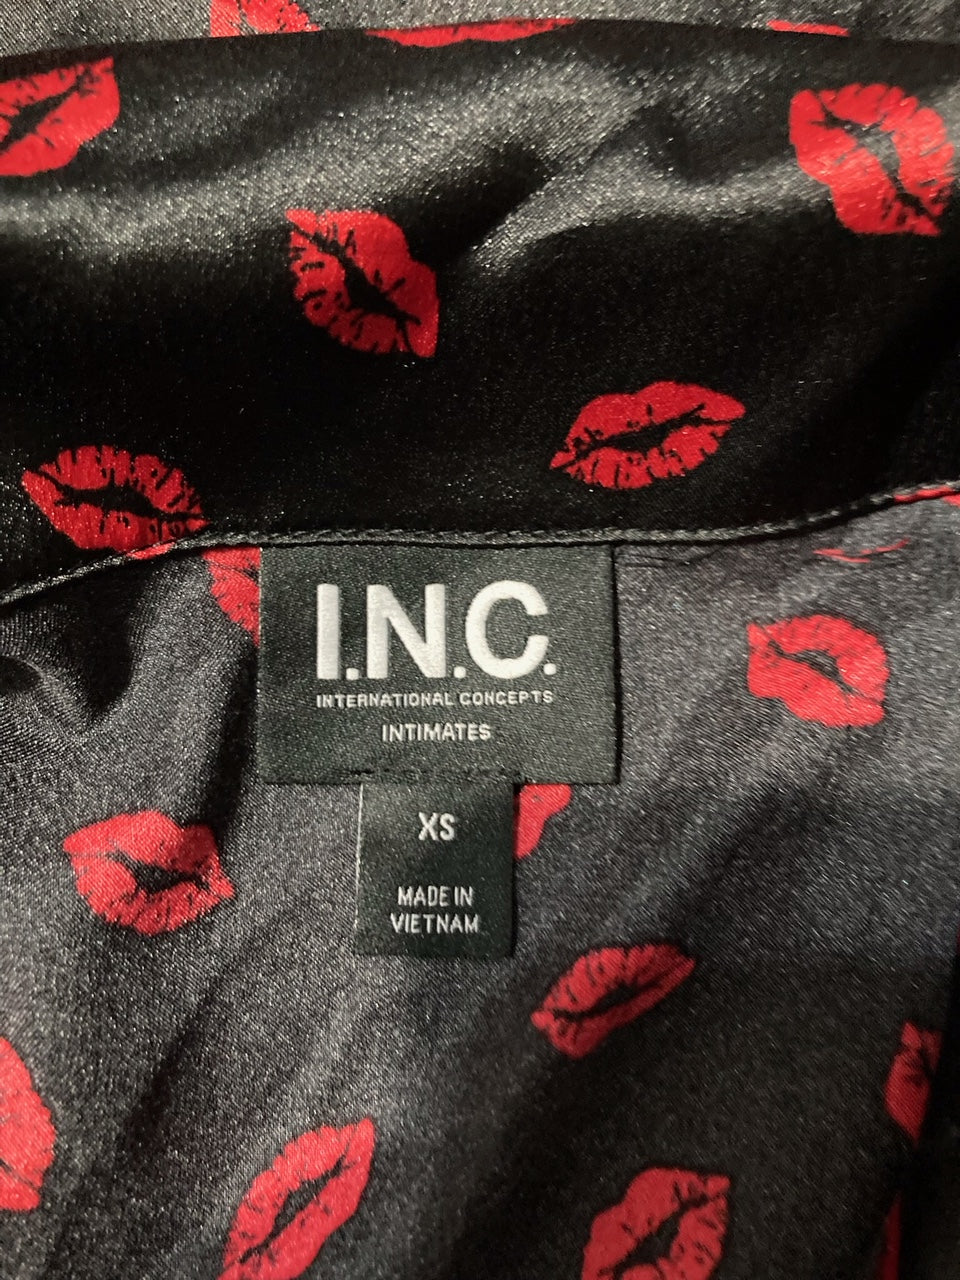 I.N.C.
INTERNATIONAL CONCEPTS
INTIMATES
XS
MADE IN
VIETNAM